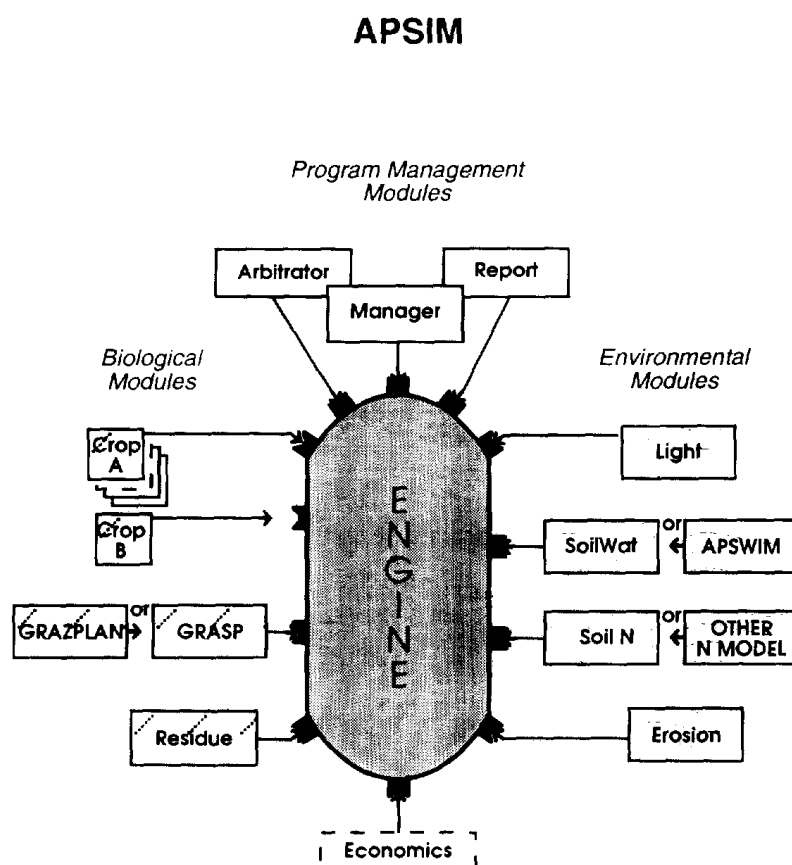 APSIM
Program Management
Modules
Arbitrator
Report
Manager
Biological
Modules
Environmental
Modules
Crop
A
Light
Crop
B
SoilWat
or
APSWIM
GRAZPLAN
or
GRASP
Soil N
or
OTHER
N MODEL
Residue
Erosion
ENGINE
Economics